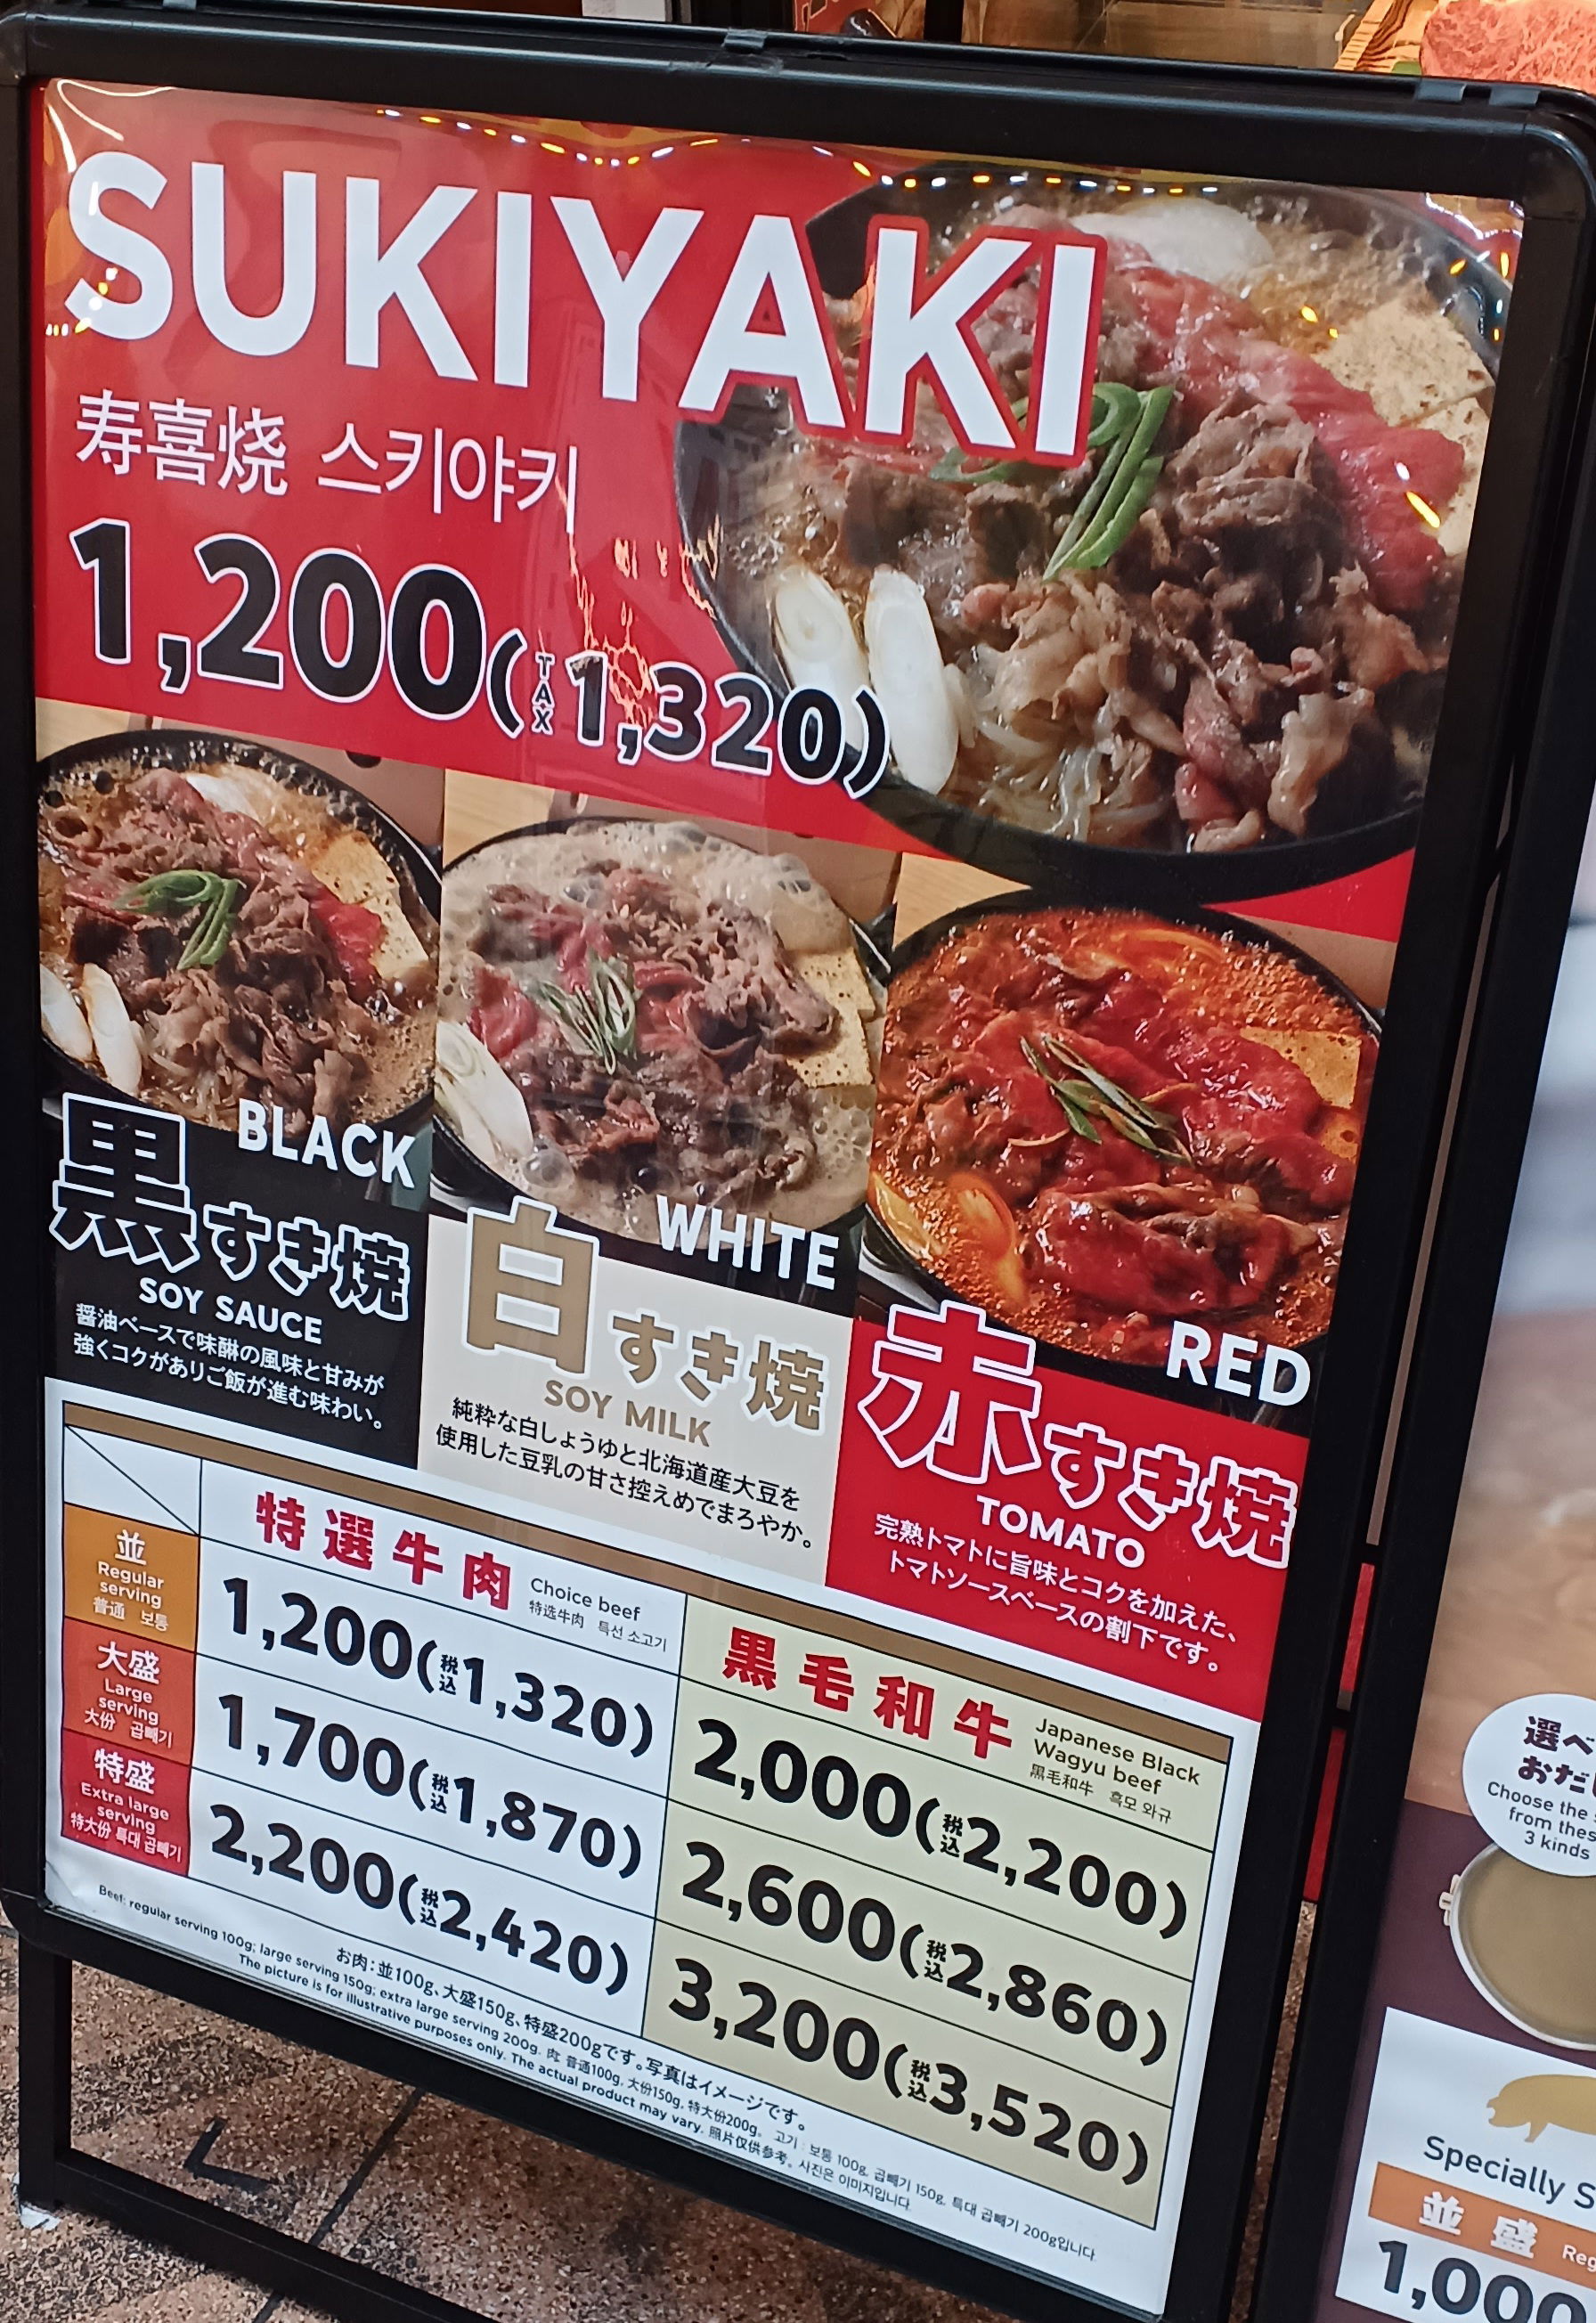 SUKIYAKI
寿喜烧 스키야키
1,200(TAX 1,320)
BLACK
黒すき焼
SOY SAUCE
醤油ベースで味醂の風味と甘みが
強くコクがありご飯が進む味わい。
WHITE
白すき焼
SOY MILK
純粋な白しょうゆと北海道産大豆を
使用した豆乳の甘さ控えめでまろやか。
RED
赤すき焼
TOMATO
完熟トマトに旨味とコクを加えた、
トマトソースベースの割下です。
特選牛肉 Choice beef
特选牛肉 특선 소고기
黒毛和牛 Japanese Black
Wagyu beef
黑毛和牛 흑모 와규
並
Regular
serving
普通 보통
1,200(税込1,320)
2,000(税込2,200)
大盛
Large
serving
大份 곱빼기
1,700(税込1,870)
2,600(税込2,860)
特盛
Extra large
serving
特大份 특대 곱빼기
2,200(税込2,420)
3,200(税込3,520)
お肉:並100g、大盛150g、特盛200gです。写真はイメージです。
Beef: regular serving 100g; large serving 150g; extra large serving 200g. 肉: 普通100g, 大份150g, 特大份200g。 고기 : 보통 100g, 곱빼기 150g, 특대 곱빼기 200g입니다.
The picture is for illustrative purposes only. The actual product may vary. 照片仅供参考。 사진은 이미지입니다.
選べ
おだし
Choose the
from thes
3 kinds
Specially S
並盛 Reg
1,000